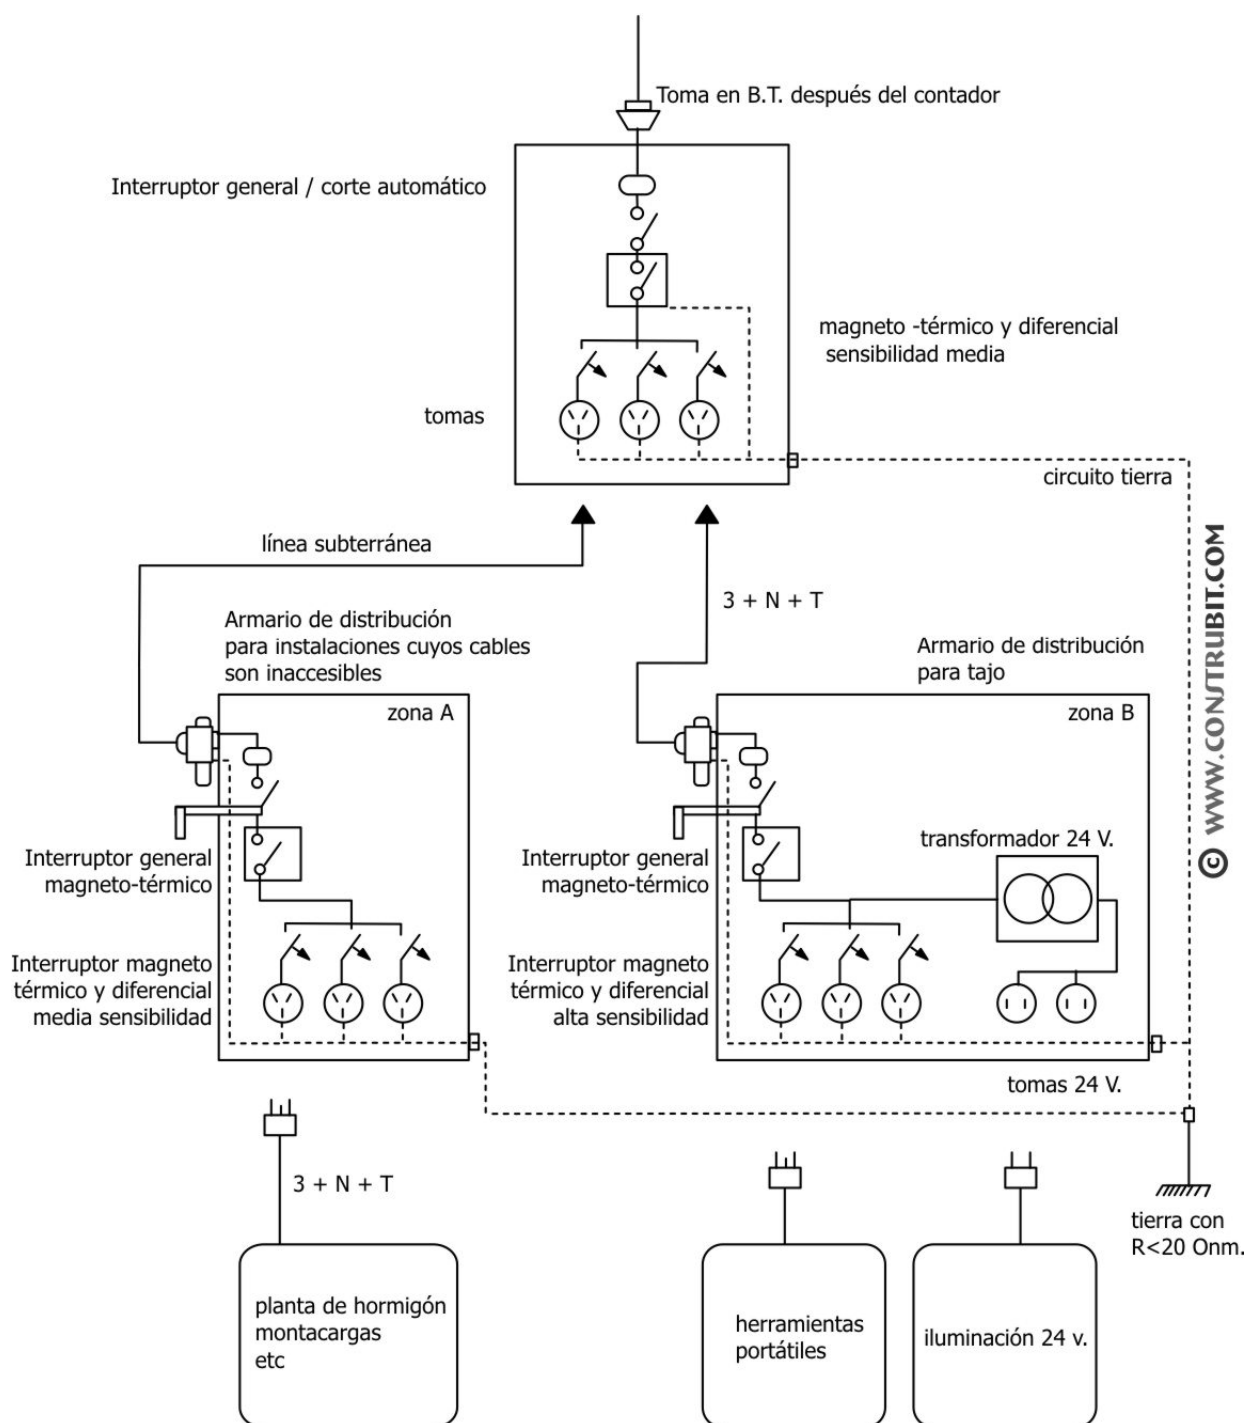 Toma en B.T. después del contador
Interruptor general / corte automático
magneto -térmico y diferencial
sensibilidad media
tomas
circuito tierra
línea subterránea
3 + N + T
Armario de distribución
para instalaciones cuyos cables
son inaccesibles
Armario de distribución
para tajo
zona A
zona B
Interruptor general
magneto-térmico
Interruptor general
magneto-térmico
transformador 24 V.
Interruptor magneto
térmico y diferencial
media sensibilidad
Interruptor magneto
térmico y diferencial
alta sensibilidad
tomas 24 V.
3 + N + T
tierra con
R<20 Onm.
planta de hormigón
montacargas
etc
herramientas
portátiles
iluminación 24 v.
© WWW.CONSTRUBIT.COM